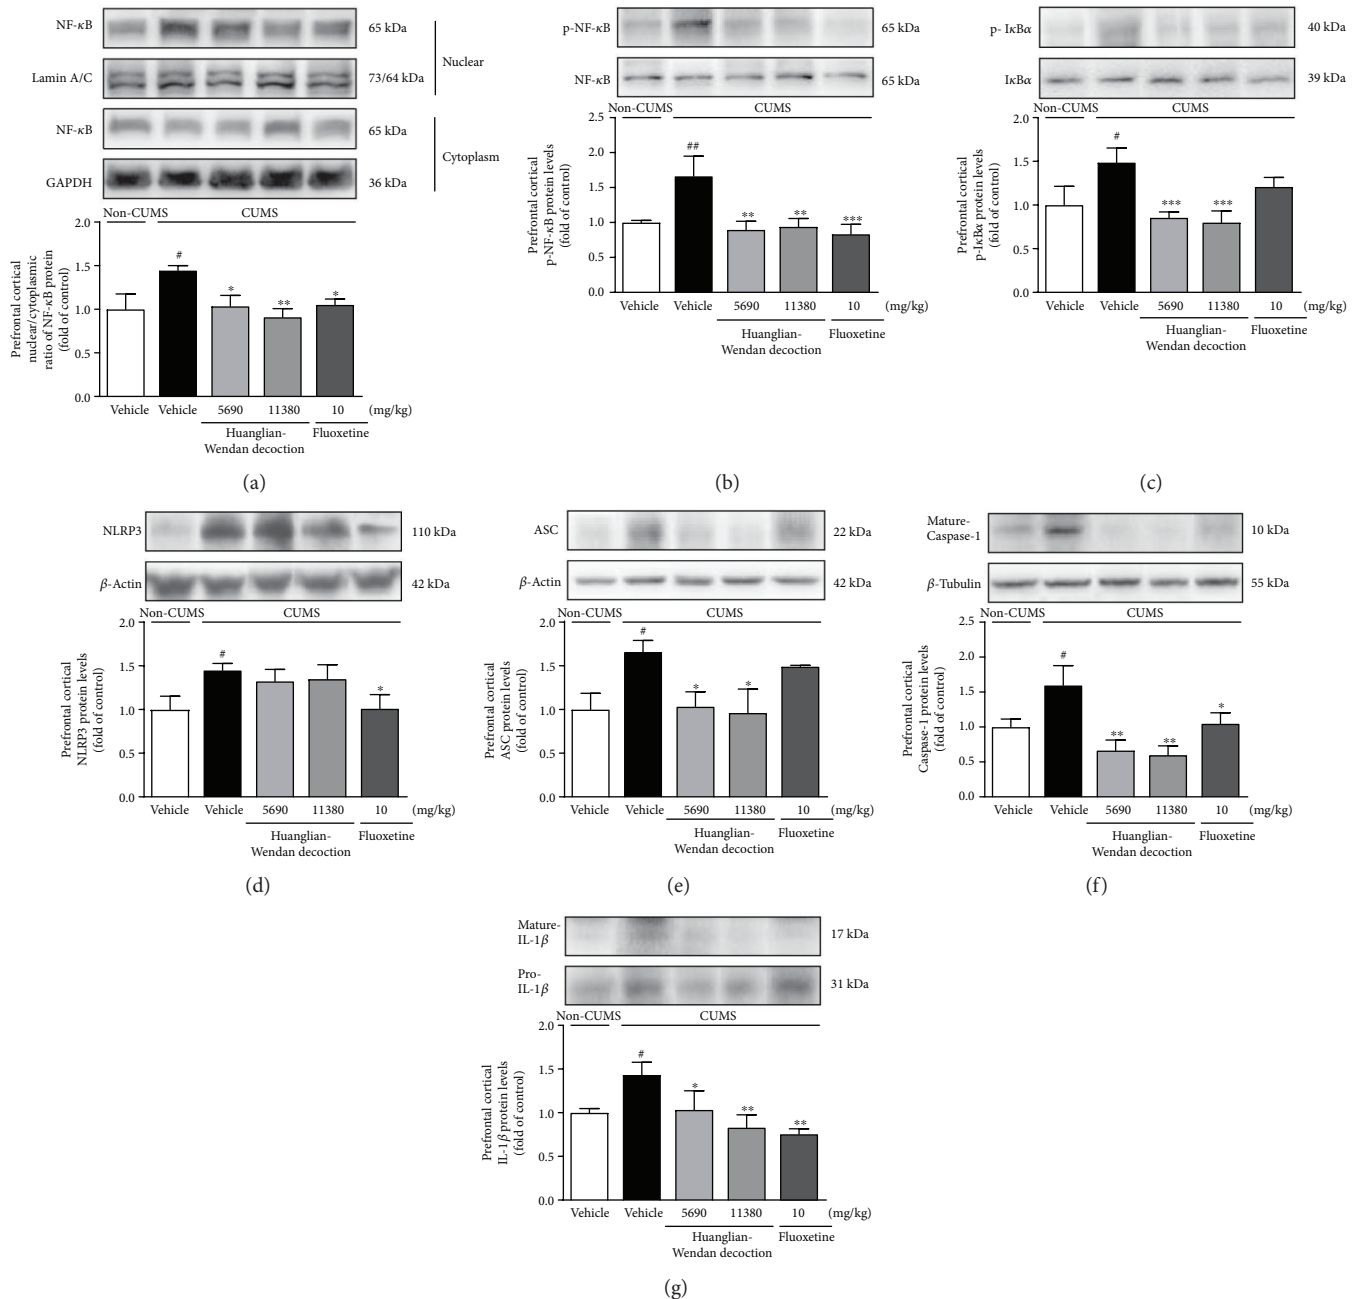 NF-κB
65 kDa
Lamin A/C
73/64 kDa
Nuclear
NF-κB
65 kDa
GAPDH
36 kDa
Cytoplasm
Non-CUMS
CUMS
Prefrontal cortical
nuclear/cytoplasmic
ratio of NF-κB protein
(fold of control)
2.0
1.5
1.0
0.5
0.0
#
*
**
*
Vehicle
Vehicle
5690
11380
10
(mg/kg)
Huanglian-
Wendan decoction
Fluoxetine
(a)
p-NF-κB
65 kDa
NF-κB
65 kDa
Non-CUMS
CUMS
Prefrontal cortical
p-NF-κB protein levels
(fold of control)
2.5
2.0
1.5
1.0
0.5
0.0
##
**
**
***
Vehicle
Vehicle
5690
11380
10
(mg/kg)
Huanglian-
Wendan decoction
Fluoxetine
(b)
p- IκBα
40 kDa
IκBα
39 kDa
Non-CUMS
CUMS
Prefrontal cortical
p-IκBα protein levels
(fold of control)
2.0
1.5
1.0
0.5
0.0
#
***
***
Vehicle
Vehicle
5690
11380
10
(mg/kg)
Huanglian-
Wendan decoction
Fluoxetine
(c)
NLRP3
110 kDa
β-Actin
42 kDa
Non-CUMS
CUMS
Prefrontal cortical
NLRP3 protein levels
(fold of control)
2.0
1.5
1.0
0.5
0.0
#
*
Vehicle
Vehicle
5690
11380
10
(mg/kg)
Huanglian-
Wendan decoction
Fluoxetine
(d)
ASC
22 kDa
β-Actin
42 kDa
Non-CUMS
CUMS
Prefrontal cortical
ASC protein levels
(fold of control)
2.0
1.5
1.0
0.5
0.0
#
*
*
Vehicle
Vehicle
5690
11380
10
(mg/kg)
Huanglian-
Wendan decoction
Fluoxetine
(e)
Mature-
Caspase-1
10 kDa
β-Tubulin
55 kDa
Non-CUMS
CUMS
Prefrontal cortical
Caspase-1 protein levels
(fold of control)
2.5
2.0
1.5
1.0
0.5
0.0
#
**
**
*
Vehicle
Vehicle
5690
11380
10
(mg/kg)
Huanglian-
Wendan decoction
Fluoxetine
(f)
Mature-
IL-1β
17 kDa
Pro-
IL-1β
31 kDa
Non-CUMS
CUMS
Prefrontal cortical
IL-1β protein levels
(fold of control)
2.0
1.5
1.0
0.5
0.0
#
*
**
**
Vehicle
Vehicle
5690
11380
10
(mg/kg)
Huanglian-
Wendan decoction
Fluoxetine
(g)